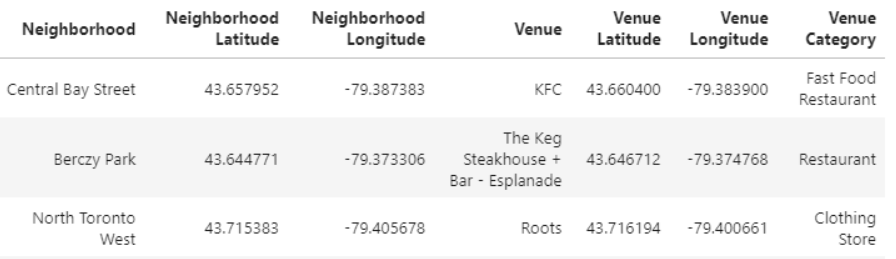 Neighborhood Neighborhood Latitude Neighborhood Longitude Venue Venue Latitude Venue Longitude Venue Category
Central Bay Street 43.657952 -79.387383 KFC 43.660400 -79.383900 Fast Food Restaurant
Berczy Park 43.644771 -79.373306 The Keg Steakhouse + Bar - Esplanade 43.646712 -79.374768 Restaurant
North Toronto West 43.715383 -79.405678 Roots 43.716194 -79.400661 Clothing Store